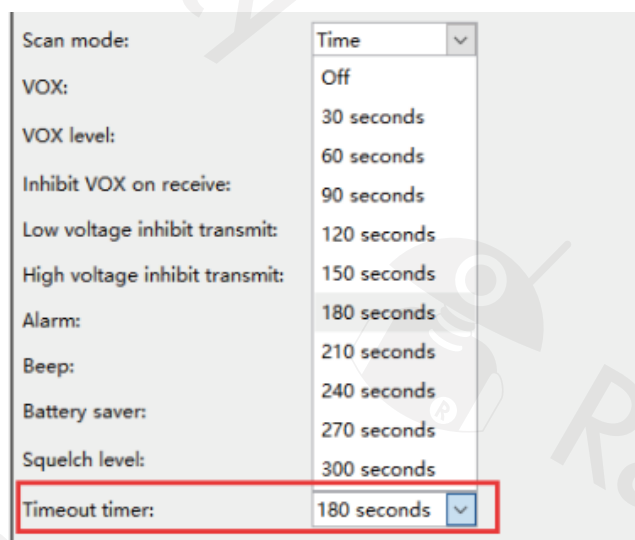 Scan mode: Time
VOX: Off
VOX level: 30 seconds
60 seconds
Inhibit VOX on receive: 90 seconds
Low voltage inhibit transmit: 120 seconds
High voltage inhibit transmit: 150 seconds
Alarm: 180 seconds
Beep: 210 seconds
Battery saver: 240 seconds
270 seconds
Squelch level: 300 seconds
Timeout timer: 180 seconds
R